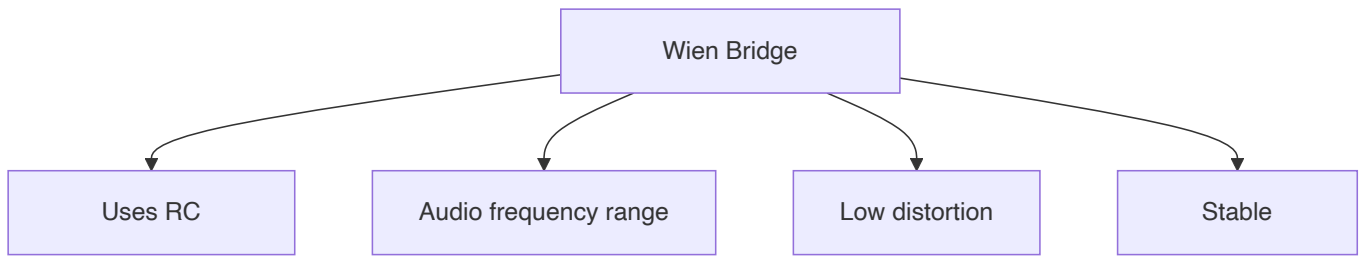 Wien Bridge
Uses RC
Audio frequency range
Low distortion
Stable